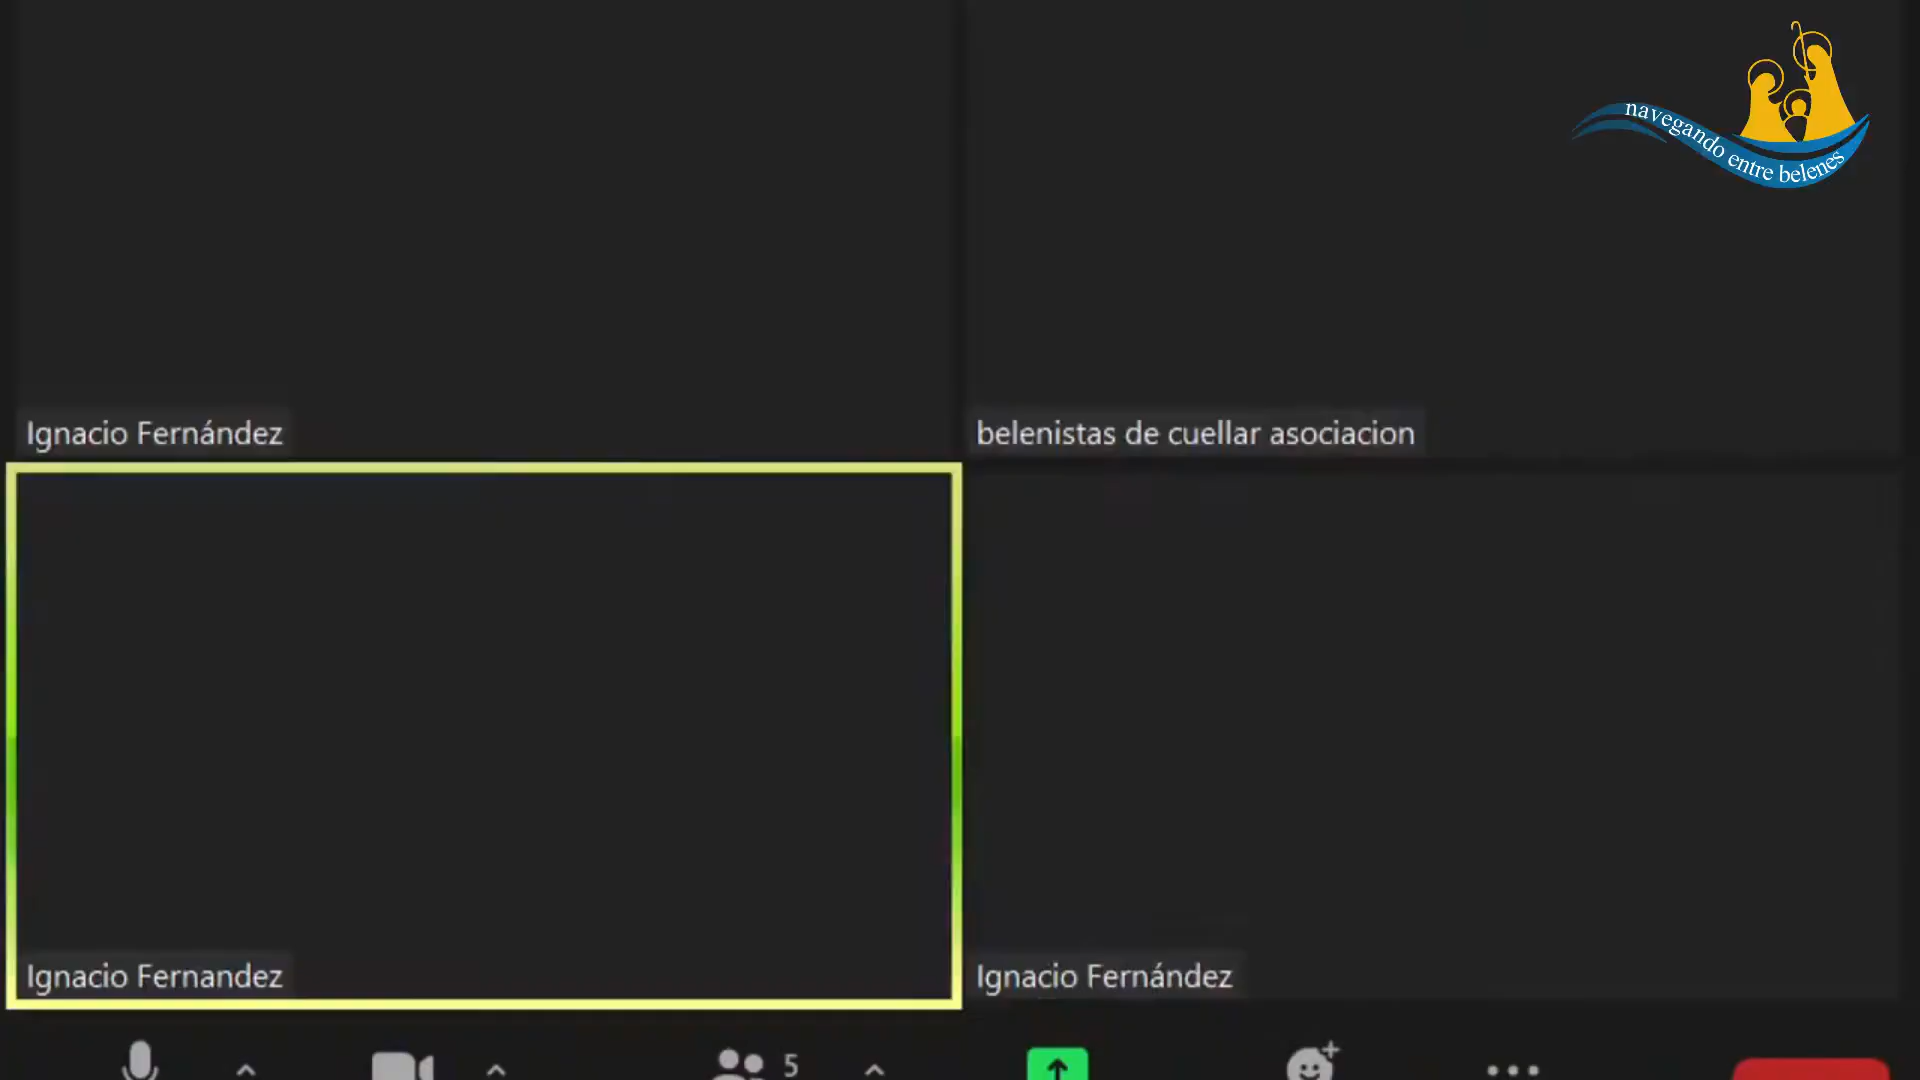 navegando entre belenes
Ignacio Fernández
belenistas de cuellar asociacion
Ignacio Fernandez
Ignacio Fernández
5